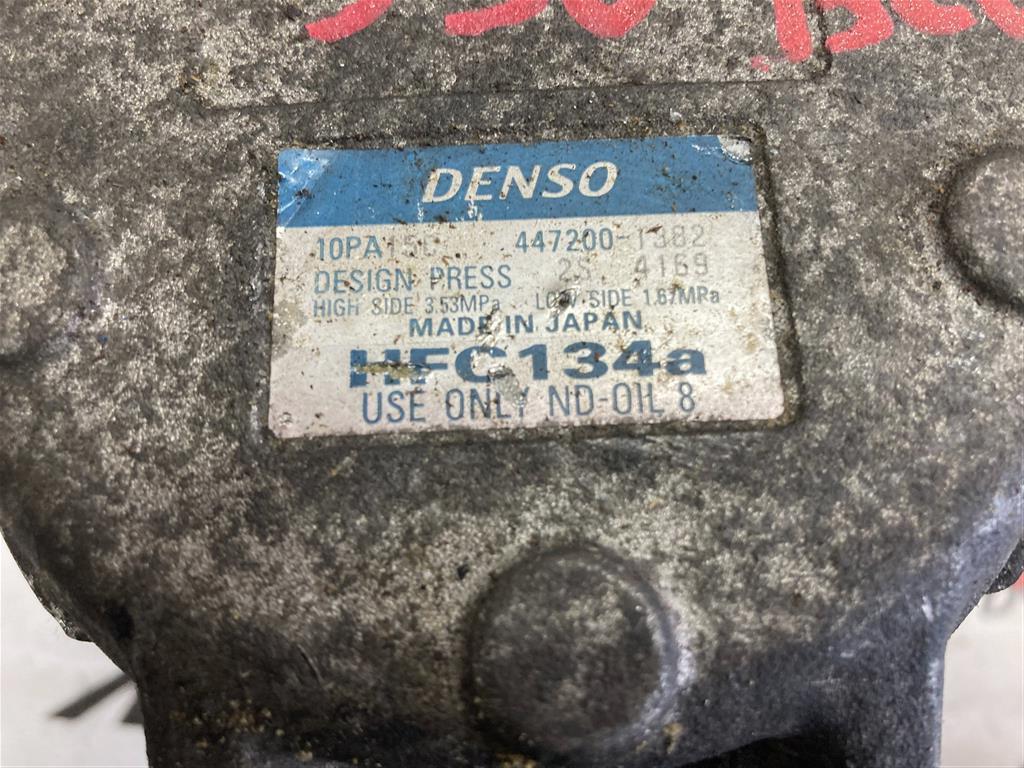 DENSO
10PA15C 447200-1382
DESIGN PRESS 2S 4169
HIGH SIDE 3.53MPa LOW SIDE 1.67MPa
MADE IN JAPAN
HFC134a
USE ONLY ND-OIL 8